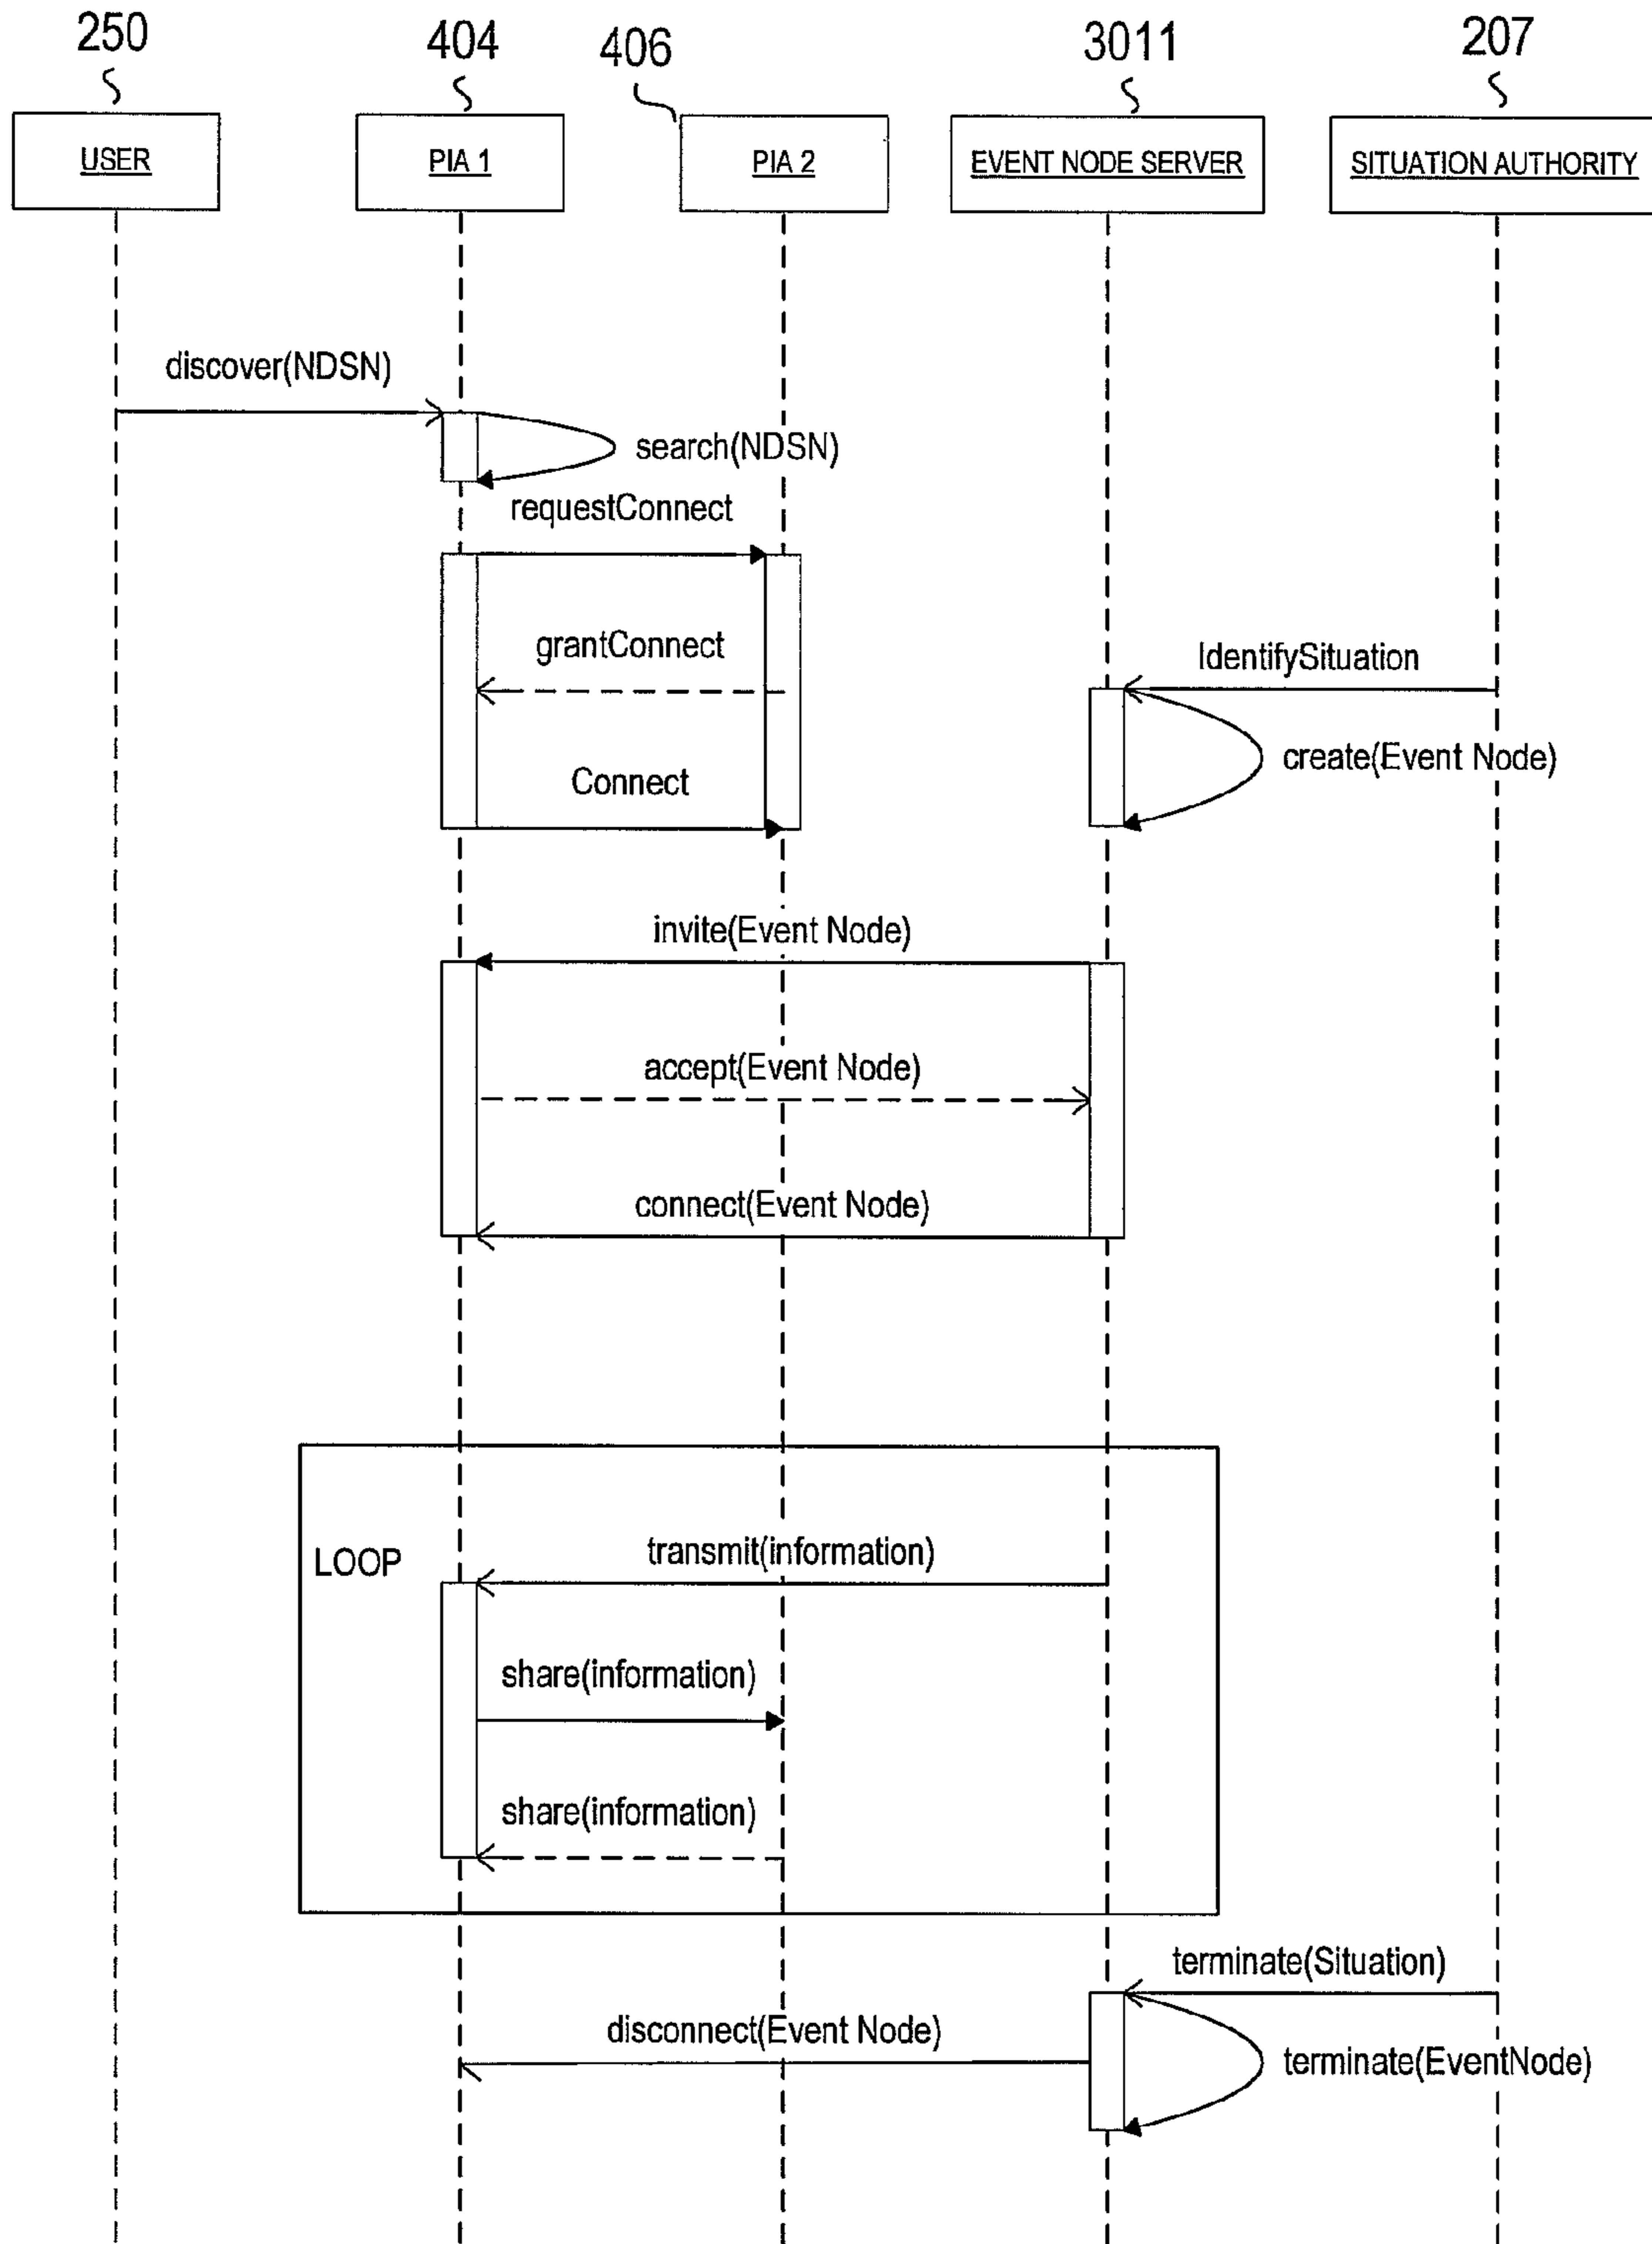 250
404
406
3011
207
USER
PIA 1
PIA 2
EVENT NODE SERVER
SITUATION AUTHORITY
discover(NDSN)
search(NDSN)
requestConnect
grantConnect
IdentifySituation
create(Event Node)
Connect
invite(Event Node)
accept(Event Node)
connect(Event Node)
LOOP
transmit(information)
share(information)
share(information)
terminate(Situation)
disconnect(Event Node)
terminate(EventNode)